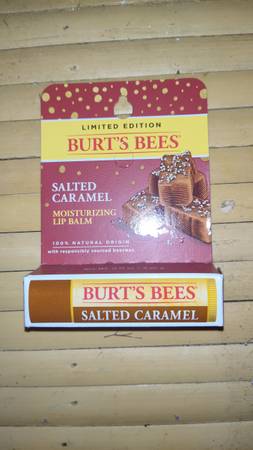 LIMITED EDITION
BURT'S BEES
SALTED
CARAMEL
MOISTURIZING
LIP BALM
100% NATURAL ORIGIN
with responsibly sourced beeswax.
BURT'S BEES
SALTED CARAMEL